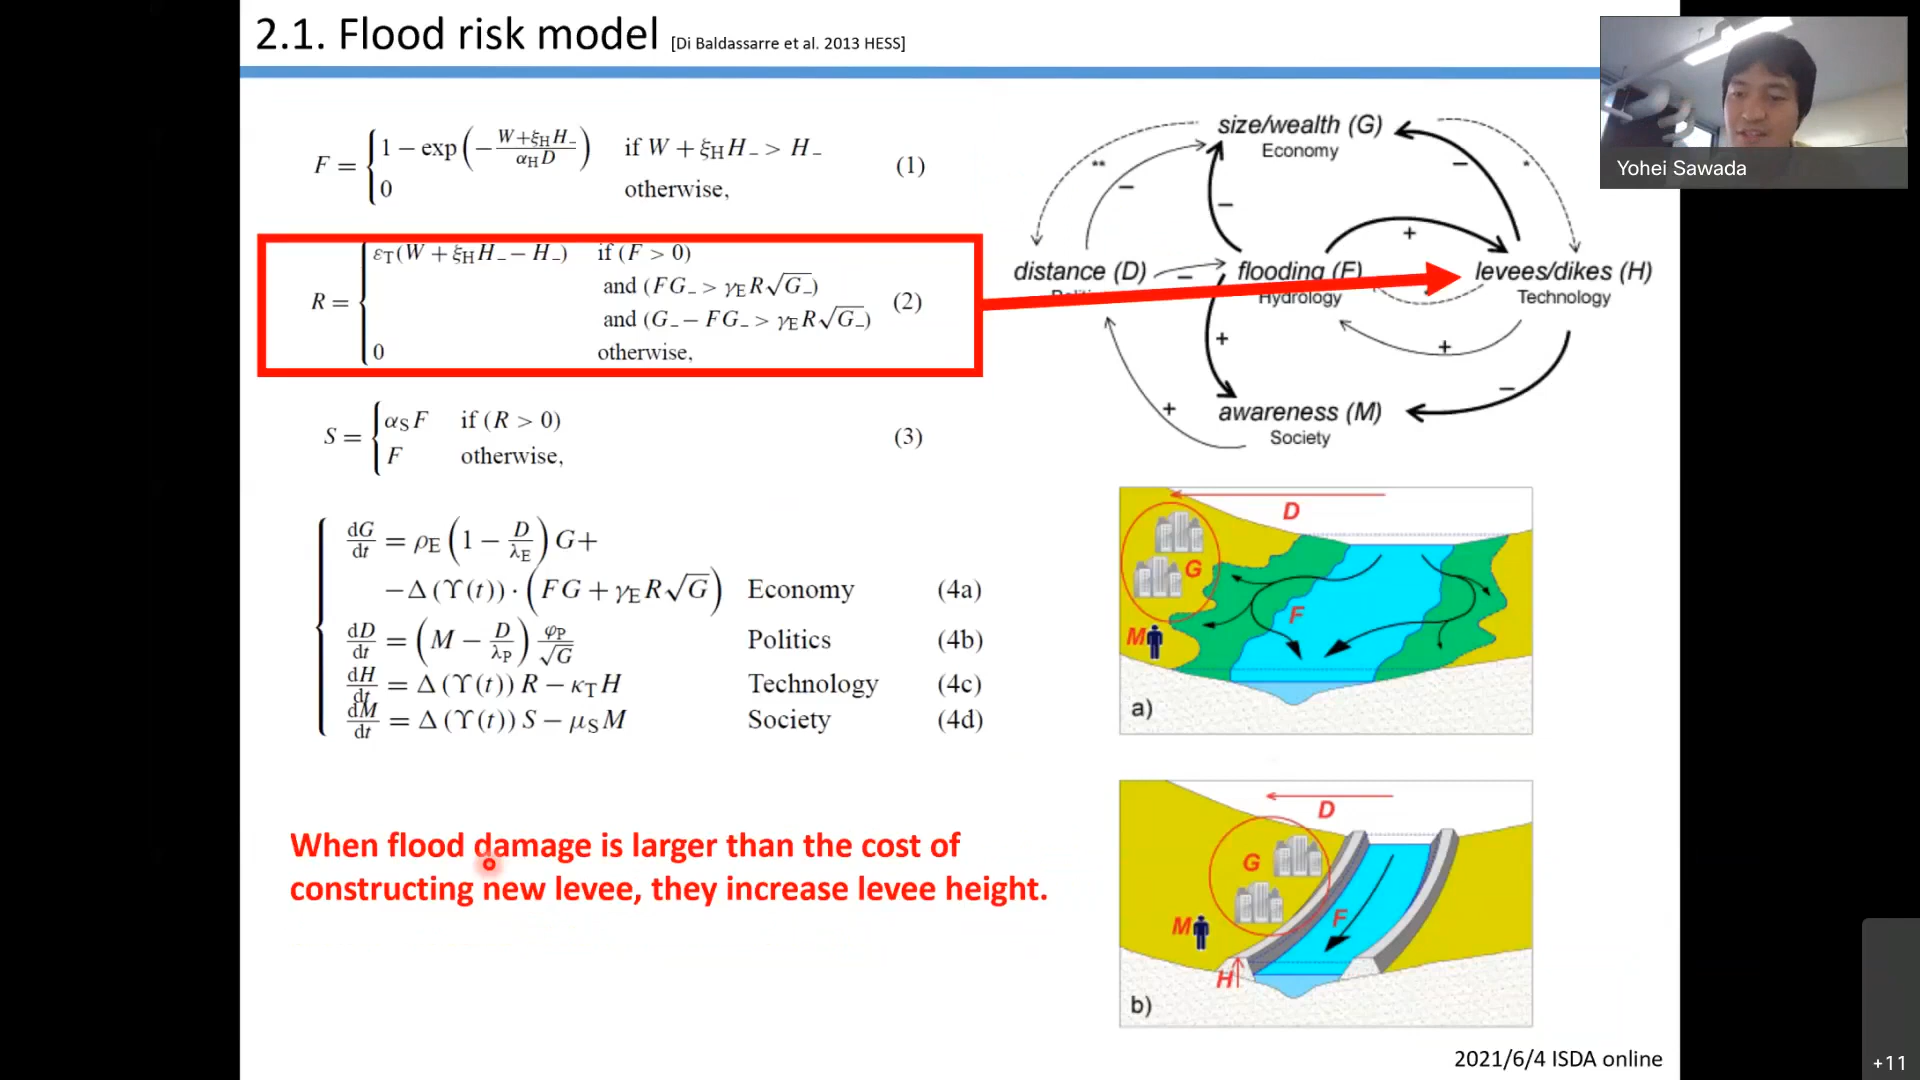 2.1. Flood risk model [Di Baldassarre et al. 2013 HESS]
Yohei Sawada
F = { 1 − exp(−(W+ξ_H H_−)/(α_H D)) if W + ξ_H H_− > H_− (1)
0 otherwise,
R = { ε_T(W + ξ_H H_− − H_−) if (F > 0)
and (FG_− > γ_E R√G_−) (2)
and (G_− − FG_− > γ_E R√G_−)
0 otherwise,
S = { α_S F if (R > 0) (3)
F otherwise,
dG/dt = ρ_E (1 − D/λ_E) G+
−Δ(ϒ(t)) · (FG + γ_E R√G) Economy (4a)
dD/dt = (M − D/λ_P) φ_P/√G Politics (4b)
dH/dt = Δ(ϒ(t)) R − κ_T H Technology (4c)
dM/dt = Δ(ϒ(t)) S − μ_S M Society (4d)
When flood damage is larger than the cost of
constructing new levee, they increase levee height.
size/wealth (G)
Economy
** − − − *
+
distance (D) − flooding (F) levees/dikes (H)
Hydrology Technology
+ + −
+
awareness (M)
Society
D
G
F
M
a)
D
G
F
M
H
b)
2021/6/4 ISDA online
+11